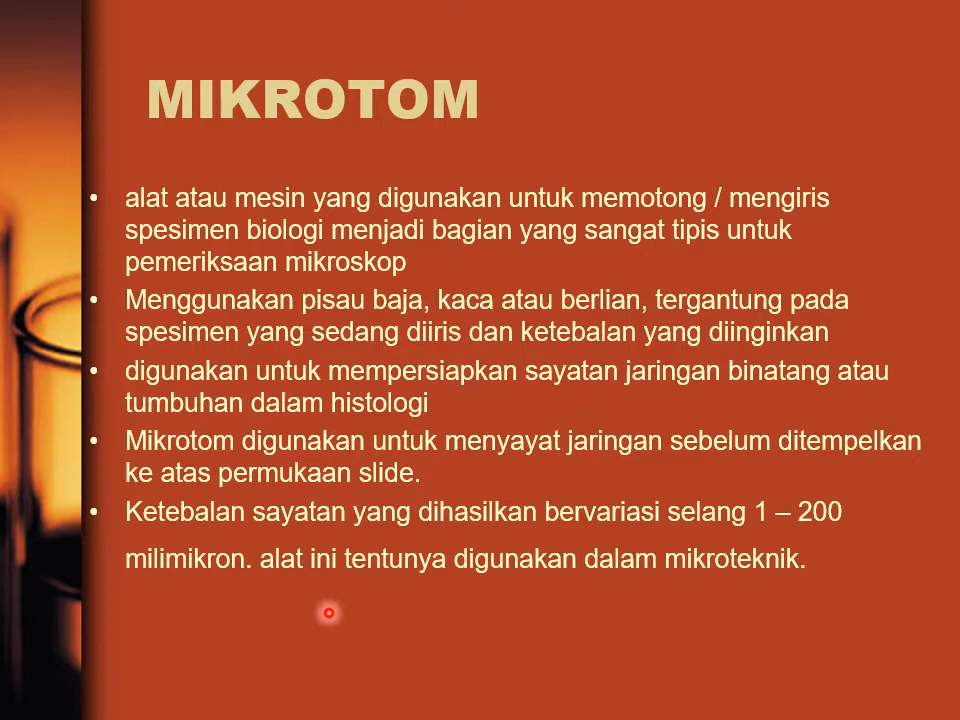 MIKROTOM
• alat atau mesin yang digunakan untuk memotong / mengiris
spesimen biologi menjadi bagian yang sangat tipis untuk
pemeriksaan mikroskop
• Menggunakan pisau baja, kaca atau berlian, tergantung pada
spesimen yang sedang diiris dan ketebalan yang diinginkan
• digunakan untuk mempersiapkan sayatan jaringan binatang atau
tumbuhan dalam histologi
• Mikrotom digunakan untuk menyayat jaringan sebelum ditempelkan
ke atas permukaan slide.
• Ketebalan sayatan yang dihasilkan bervariasi selang 1 – 200
milimikron. alat ini tentunya digunakan dalam mikroteknik.